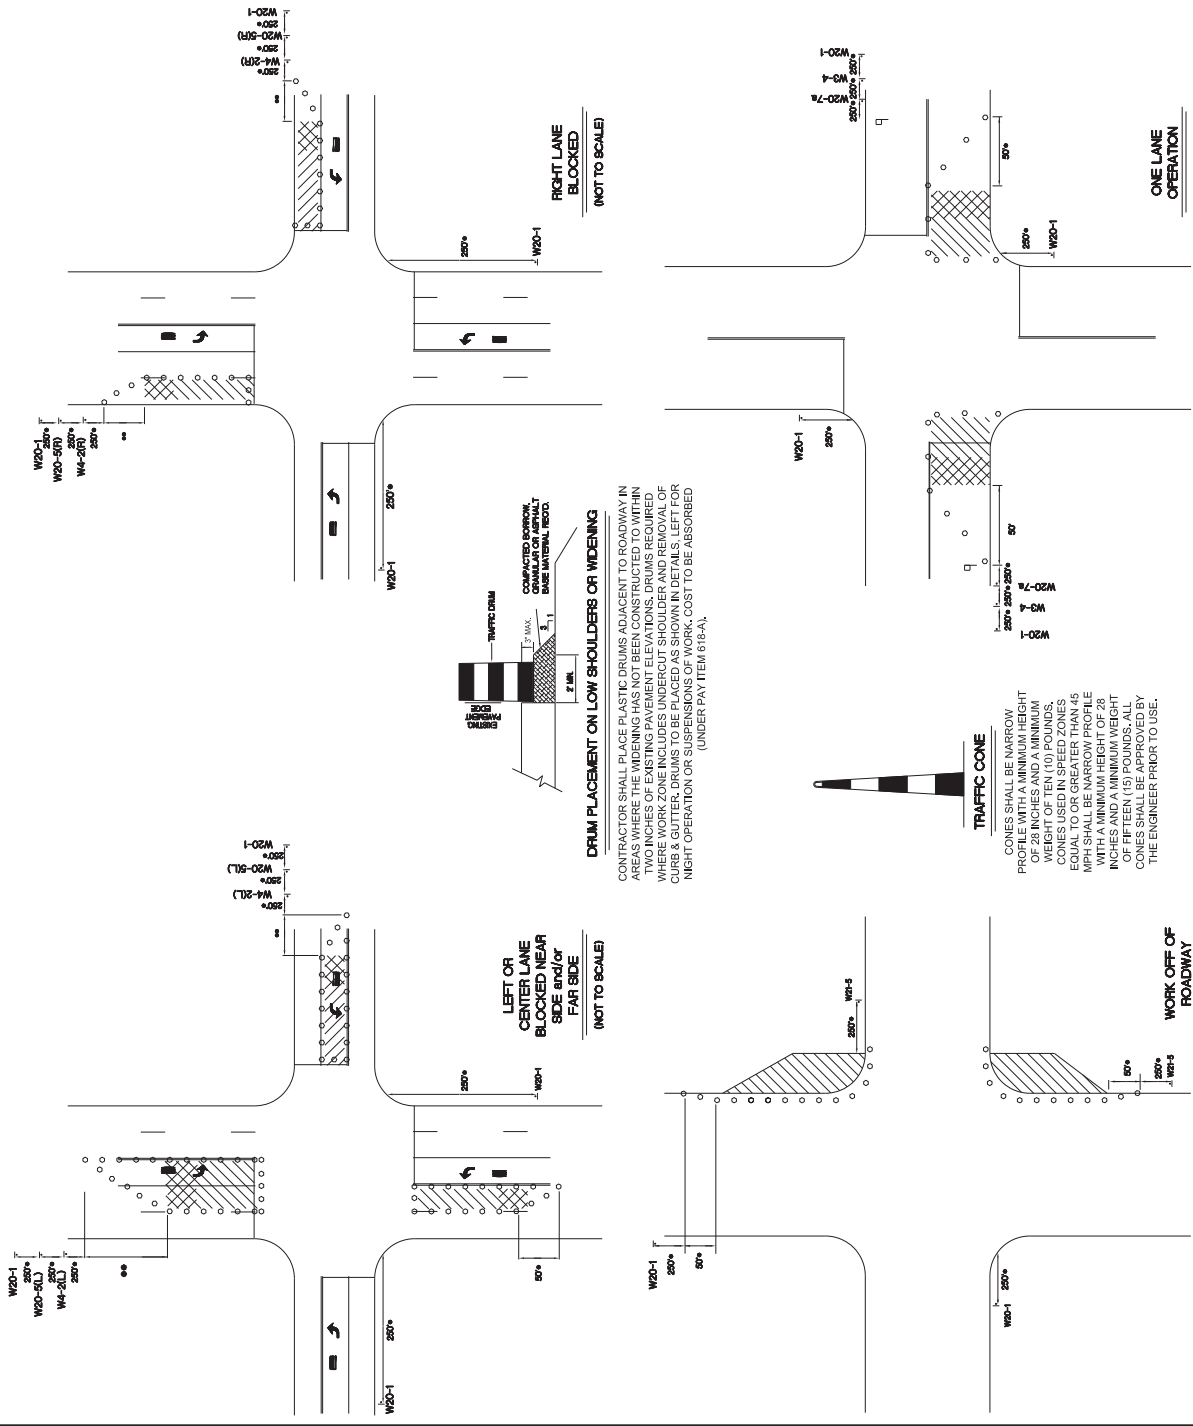 W20-1
250'±
W20-5(R)
250'±
W4-2(R)
250'±
**
RIGHT LANE
BLOCKED
(NOT TO SCALE)
250'±
W20-1
W20-1
250'±
W20-5(R)
250'±
W4-2(R)
250'±
**
W20-1
250'±
W20-1
250'±
W3-4
250'±
W20-7a
250'±
50'±
ONE LANE
OPERATION
250'±
W20-1
W20-1
250'±
50'
250'±
W20-7a
250'±
W3-4
250'±
W20-1
EXISTING
PAVEMENT
EDGE
TRAFFIC DRUM
3" MAX.
COMPACTED BORROW,
GRANULAR OR ASPHALT
BASE MATERIAL REQ'D.
3
1
2' MIN.
DRUM PLACEMENT ON LOW SHOULDERS OR WIDENING
CONTRACTOR SHALL PLACE PLASTIC DRUMS ADJACENT TO ROADWAY IN
AREAS WHERE THE WIDENING HAS NOT BEEN CONSTRUCTED TO WITHIN
TWO INCHES OF EXISTING PAVEMENT ELEVATIONS. DRUMS REQUIRED
WHERE WORK ZONE INCLUDES UNDERCUT SHOULDER AND REMOVAL OF
CURB & GUTTER. DRUMS TO BE PLACED AS SHOWN IN DETAILS, LEFT FOR
NIGHT OPERATION OR SUSPENSIONS OF WORK. COST TO BE ABSORBED
(UNDER PAY ITEM 618-A).
TRAFFIC CONE
CONES SHALL BE NARROW
PROFILE WITH A MINIMUM HEIGHT
OF 28 INCHES AND A MINIMUM
WEIGHT OF TEN (10) POUNDS.
CONES USED IN SPEED ZONES
EQUAL TO OR GREATER THAN 45
MPH SHALL BE NARROW PROFILE
WITH A MINIMUM HEIGHT OF 28
INCHES AND A MINIMUM WEIGHT
OF FIFTEEN (15) POUNDS. ALL
CONES SHALL BE APPROVED BY
THE ENGINEER PRIOR TO USE.
W20-1
250'±
W20-5(L)
250'±
W4-2(L)
250'±
**
LEFT OR
CENTER LANE
BLOCKED NEAR
SIDE and/or
FAR SIDE
(NOT TO SCALE)
250'±
W20-1
50'±
W20-1
250'±
W20-5(L)
250'±
W4-2(L)
250'±
**
W20-1
250'±
W21-5
250'±
WORK OFF OF
ROADWAY
50'±
250'±
W21-5
W20-1
250'±
50'±
250'±
W20-1